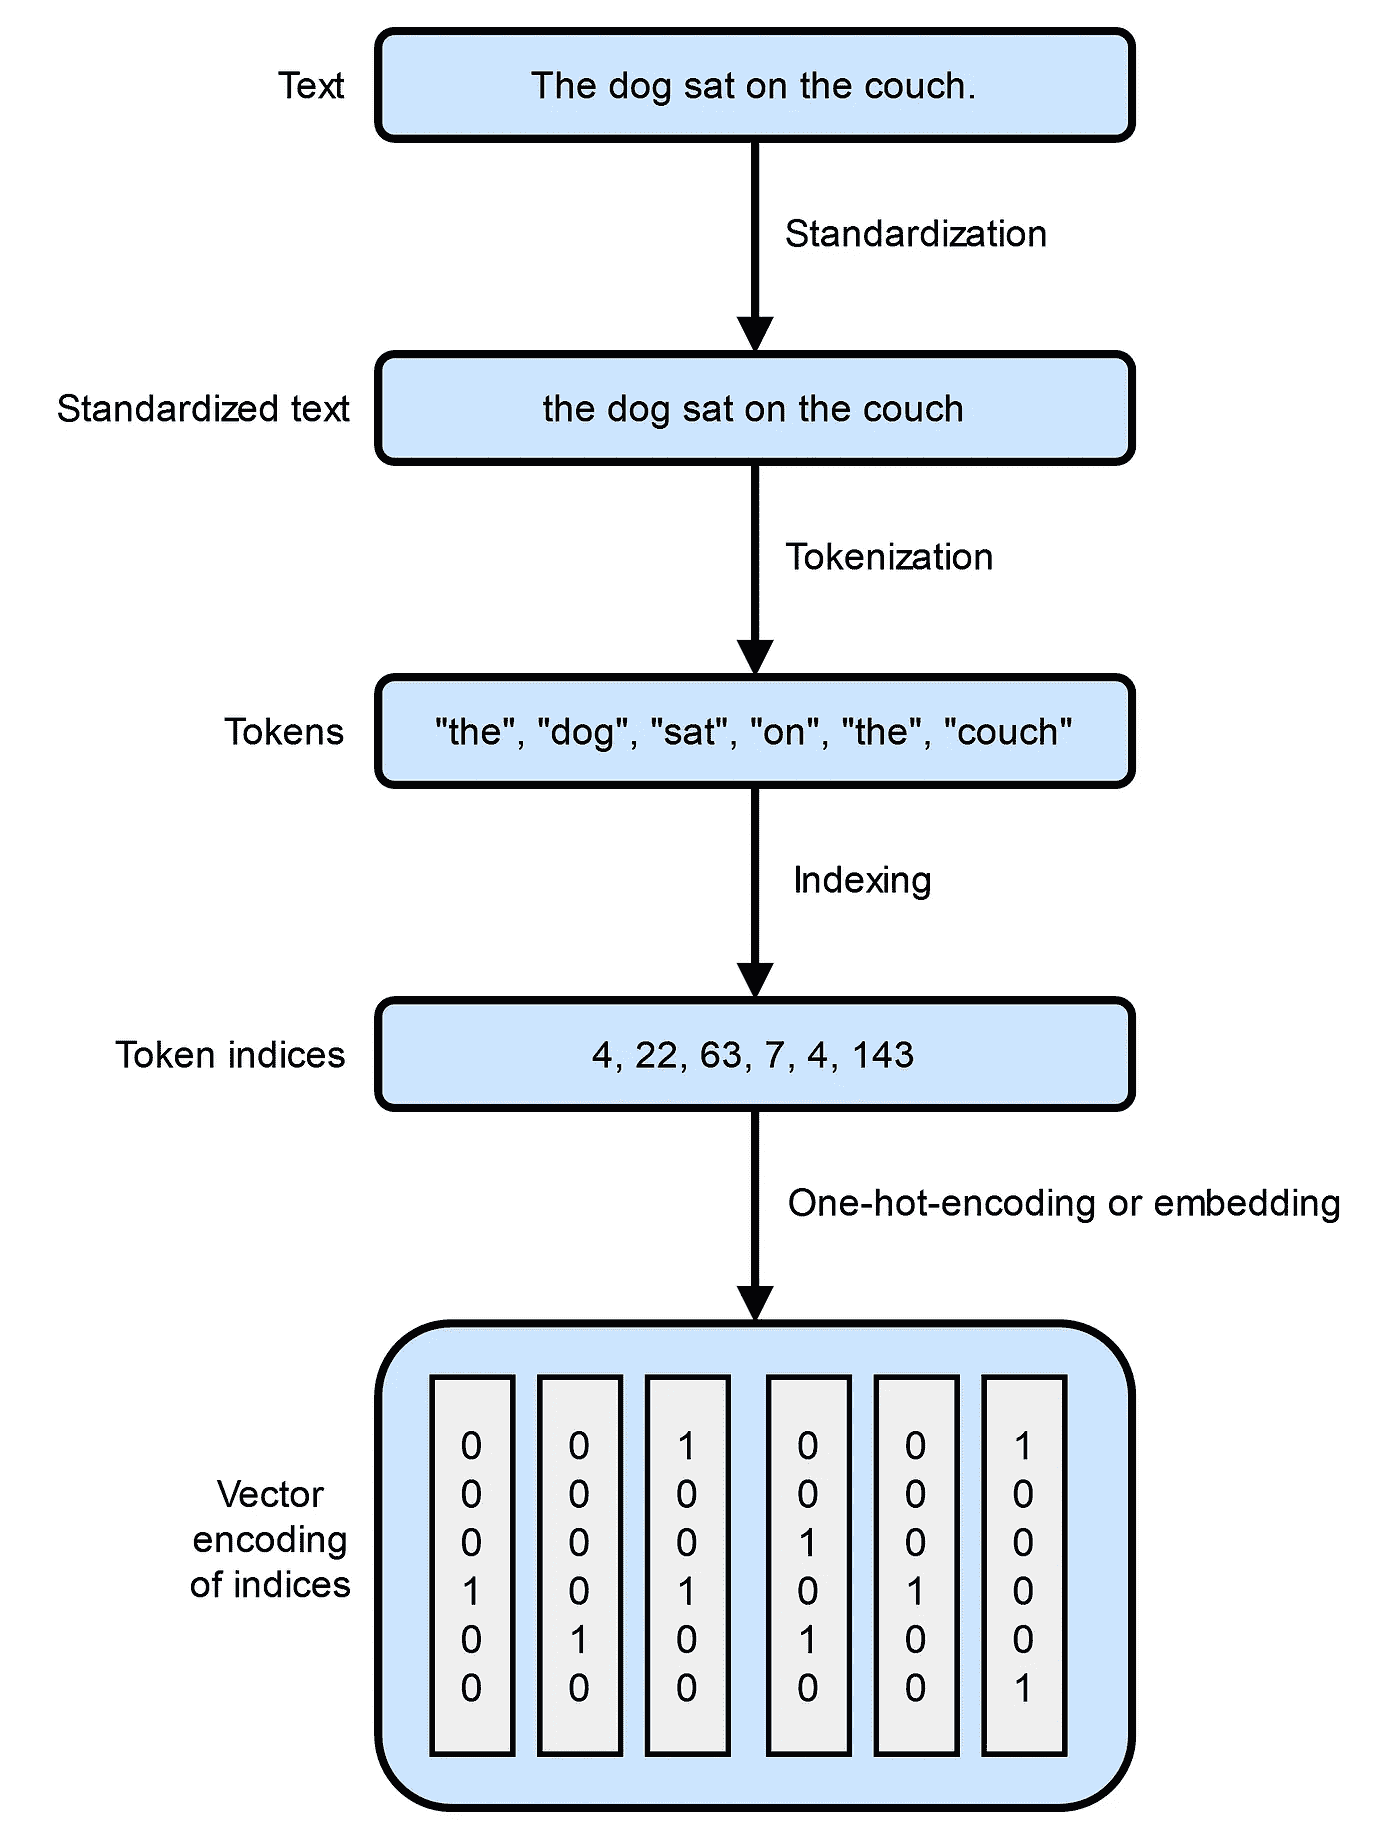 Text
The dog sat on the couch.
Standardization
Standardized text
the dog sat on the couch
Tokenization
Tokens
"the", "dog", "sat", "on", "the", "couch"
Indexing
Token indices
4, 22, 63, 7, 4, 143
One-hot-encoding or embedding
Vector
encoding
of indices
0 0 1 0 0 1
0 0 0 0 0 0
0 0 0 1 0 0
1 0 1 0 1 0
0 1 0 1 0 0
0 0 0 0 0 1